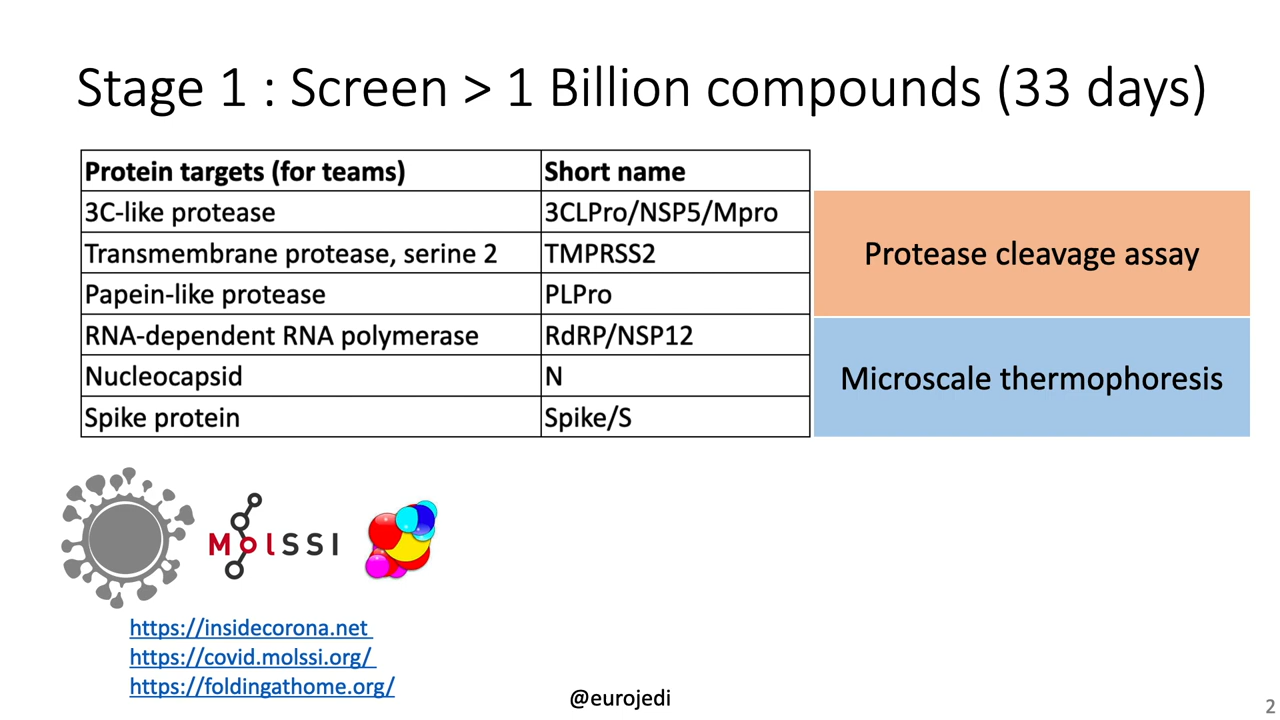 Stage 1 : Screen > 1 Billion compounds (33 days)
Protein targets (for teams) Short name
3C-like protease 3CLPro/NSP5/Mpro
Transmembrane protease, serine 2 TMPRSS2
Papein-like protease PLPro
Protease cleavage assay
RNA-dependent RNA polymerase RdRP/NSP12
Nucleocapsid N
Spike protein Spike/S
Microscale thermophoresis
MolSSI
https://insidecorona.net
https://covid.molssi.org/
https://foldingathome.org/
@eurojedi
2